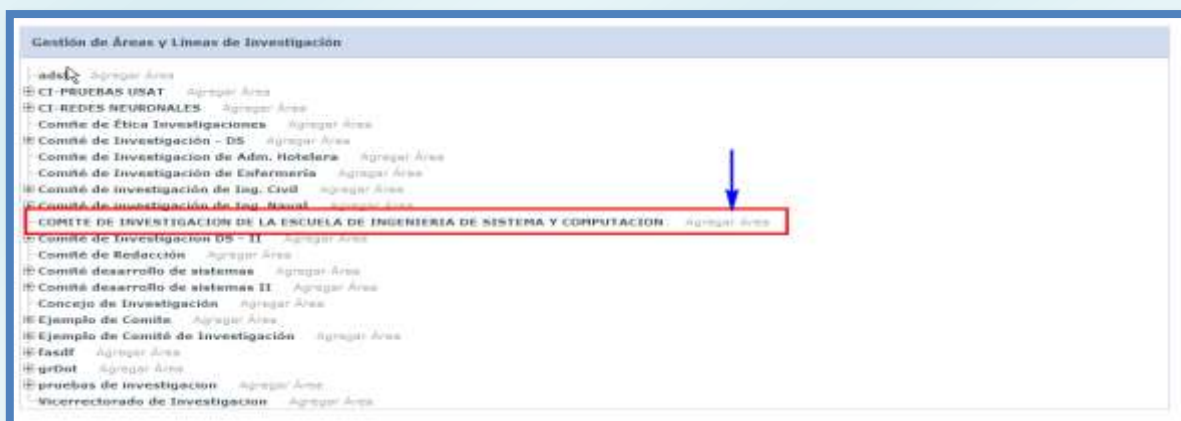 Gestión de Áreas y Líneas de Investigación
ads Agregar Área
CI-PRUEBAS USAT Agregar Área
CI-REDES NEURONALES Agregar Área
Comite de Ética Investigaciones Agregar Área
Comité de Investigación - DS Agregar Área
Comité de Investigacion de Adm. Hotelera Agregar Área
Comité de Investigación de Enfermería Agregar Área
Comité de investigación de Ing. Civil Agregar Área
Comité de investigación de Ing. Naval Agregar Área
COMITE DE INVESTIGACION DE LA ESCUELA DE INGENIERIA DE SISTEMA Y COMPUTACION Agregar Área
Comité de Investigacion DS - II Agregar Área
Comité de Redacción Agregar Área
Comité desarrollo de sistemas Agregar Área
Comité desarrollo de sistemas II Agregar Área
Concejo de Investigación Agregar Área
Ejemplo de Comite Agregar Área
Ejemplo de Comité de Investigación Agregar Área
fasdf Agregar Área
grDot Agregar Área
pruebas de investigacion Agregar Área
Vicerrectorado de Investigacion Agregar Área